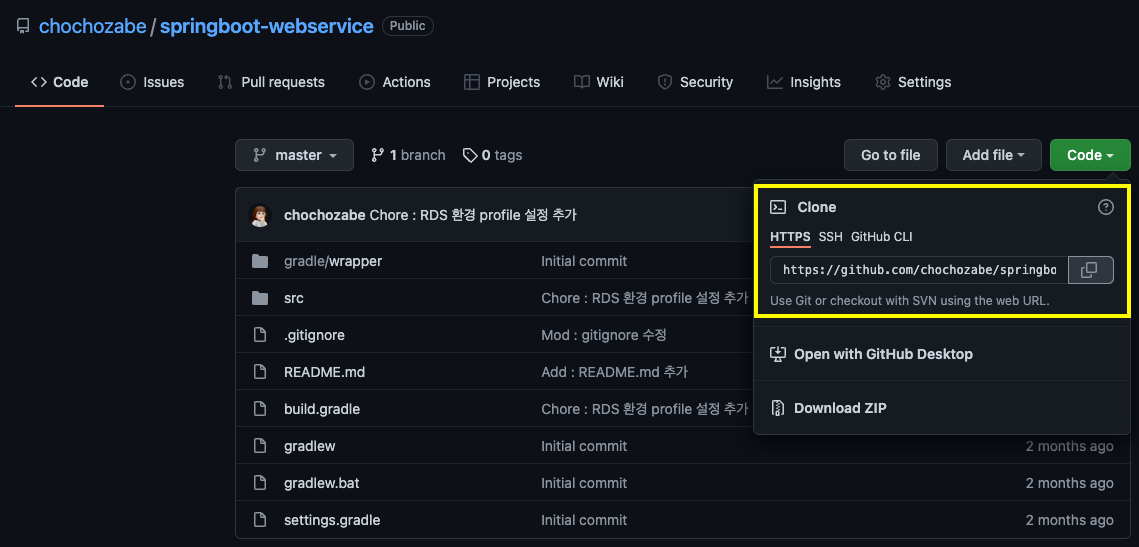 chochozabe / springboot-webservice Public
Code Issues Pull requests Actions Projects Wiki Security Insights Settings
master 1 branch 0 tags Go to file Add file Code
chochozabe Chore : RDS 환경 profile 설정 추가
Clone
HTTPS SSH GitHub CLI
https://github.com/chochozabe/springbo
Use Git or checkout with SVN using the web URL.
Open with GitHub Desktop
Download ZIP
gradle/wrapper Initial commit
src Chore : RDS 환경 profile 설정 추가
.gitignore Mod : gitignore 수정
README.md Add : README.md 추가
build.gradle Chore : RDS 환경 profile 설정 추가
gradlew Initial commit 2 months ago
gradlew.bat Initial commit 2 months ago
settings.gradle Initial commit 2 months ago